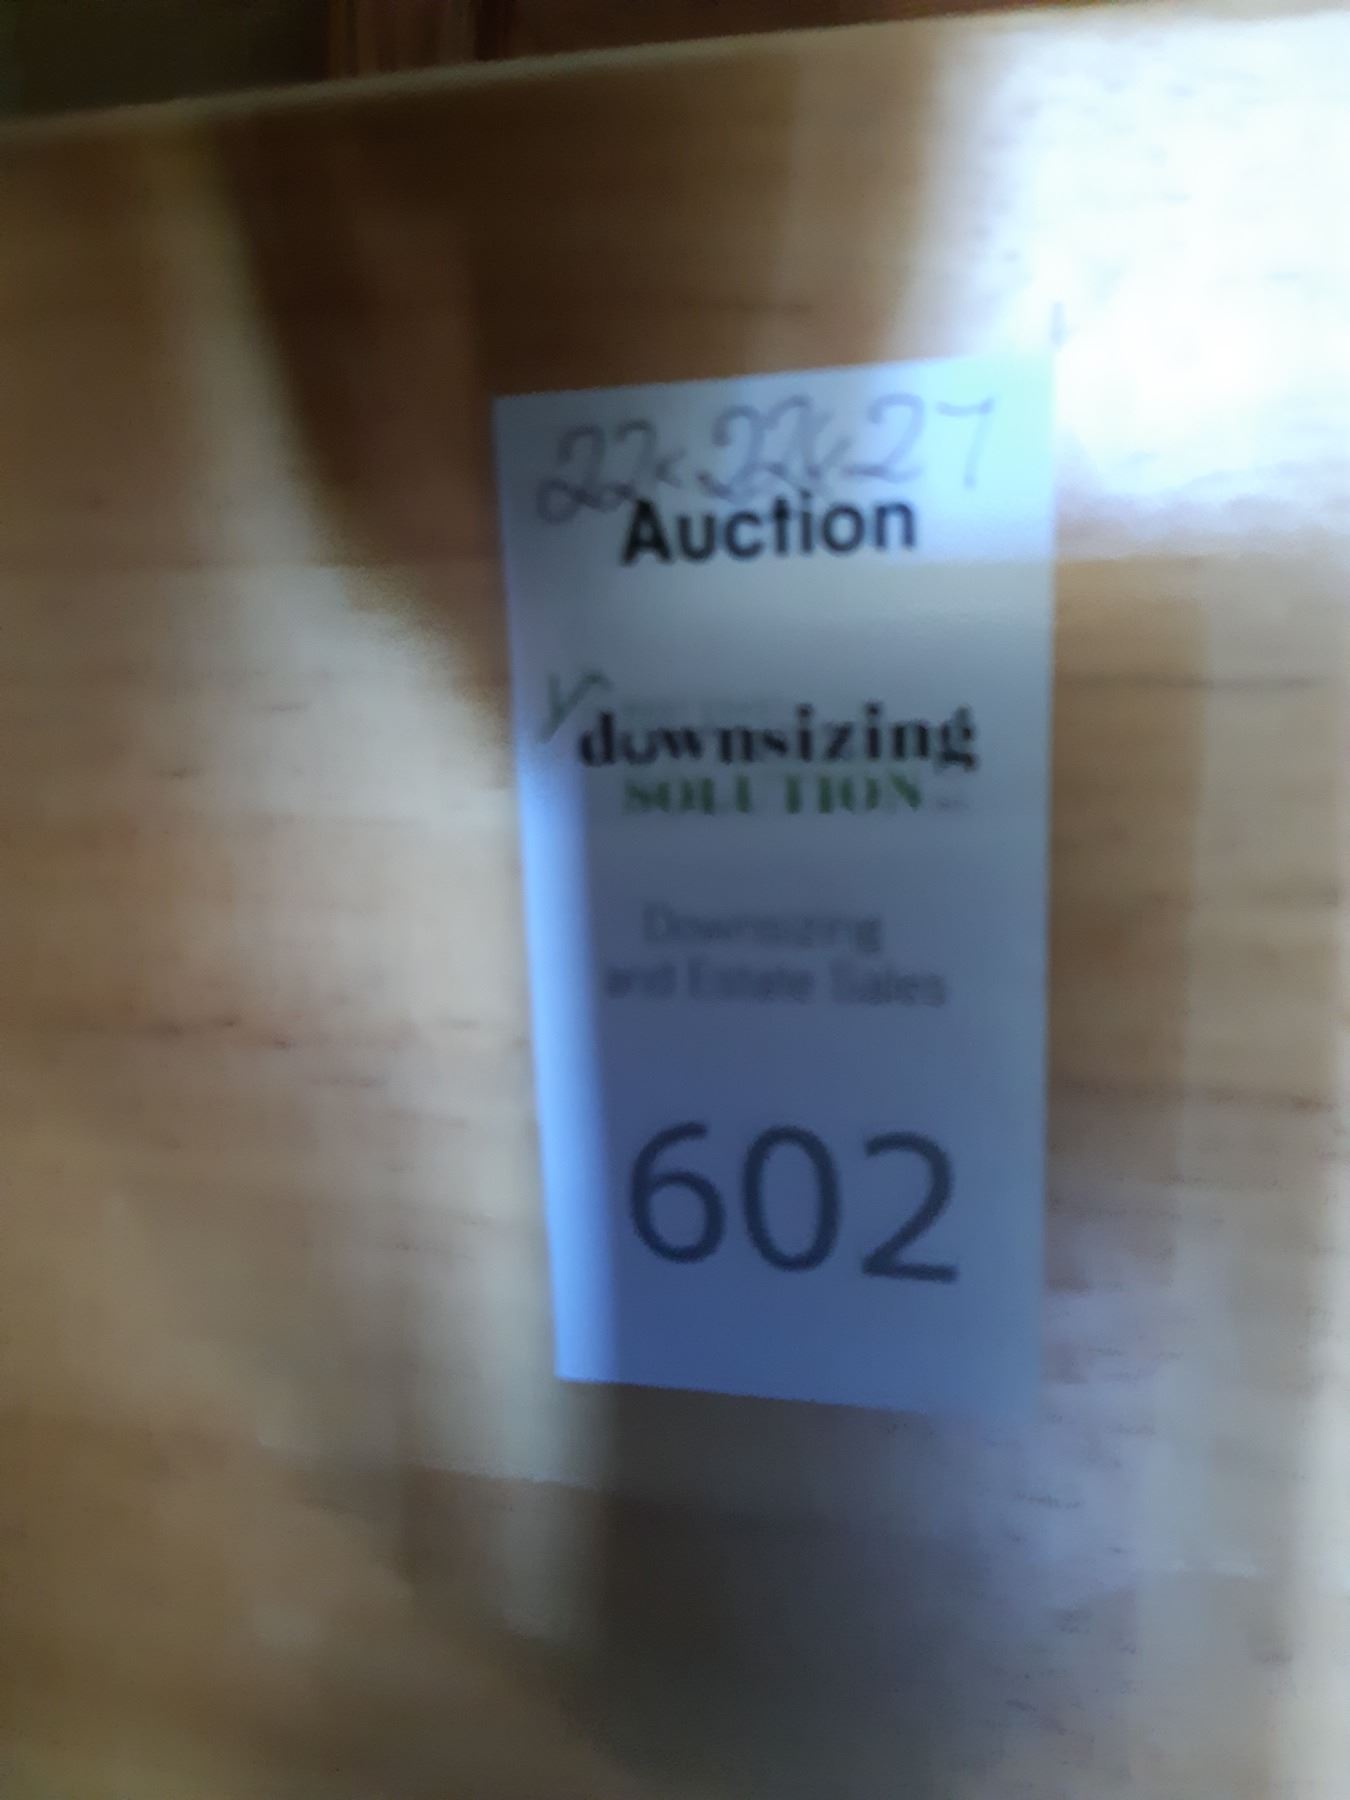 22x22x27
Auction
downsizing
SOLUTION
Downsizing
and Estate Sales
602